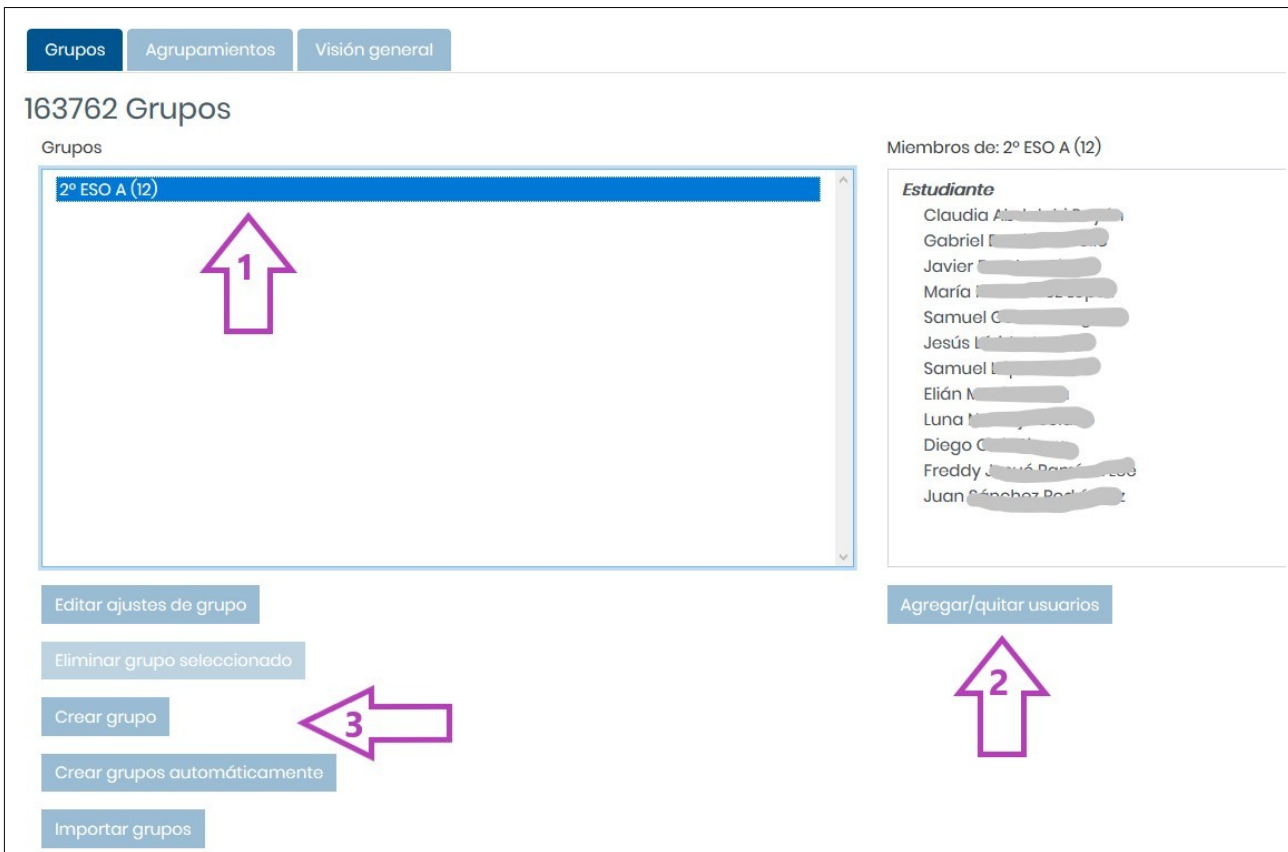 Grupos Agrupamientos Visión general
163762 Grupos
Grupos
2º ESO A (12)
1
Editar ajustes de grupo
Eliminar grupo seleccionado
Crear grupo
3
Crear grupos automáticamente
Importar grupos
Miembros de: 2º ESO A (12)
Estudiante
Claudia
Gabriel
Javier
María
Samuel
Jesús
Samuel
Elián
Luna
Diego
Freddy
Juan
Agregar/quitar usuarios
2